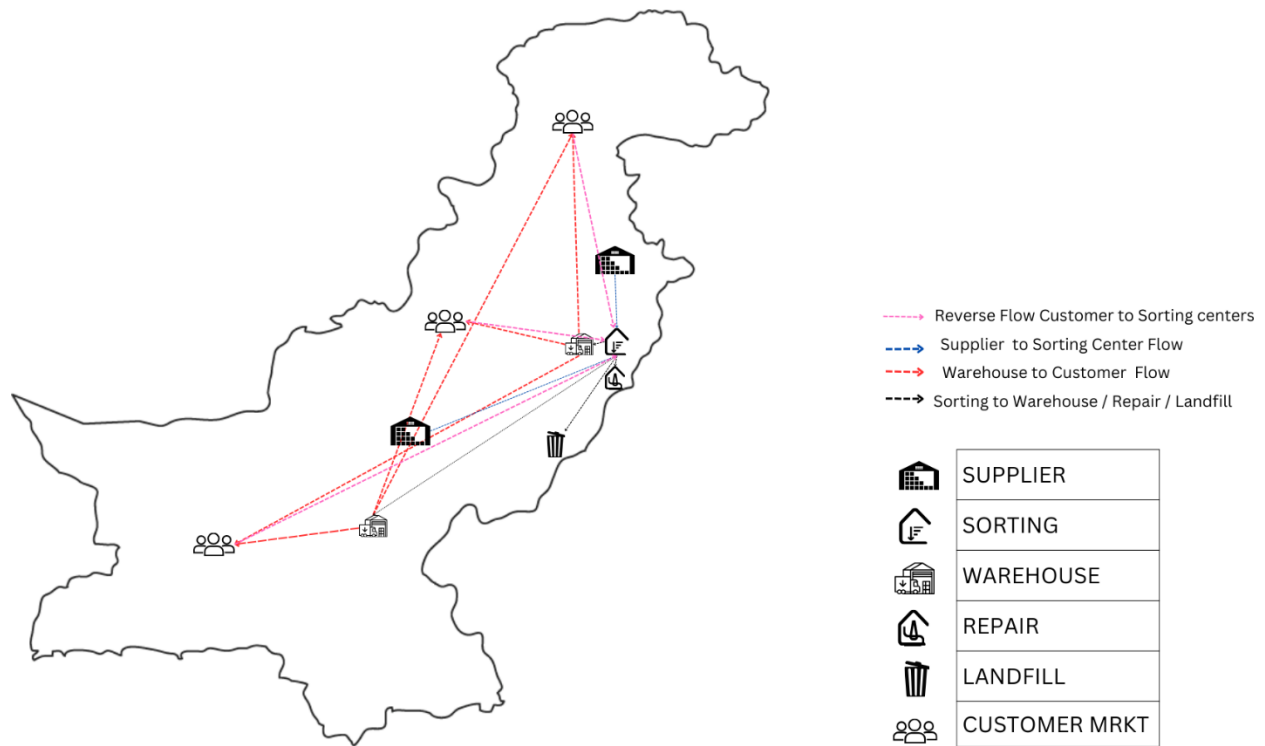 Reverse Flow Customer to Sorting centers
Supplier to Sorting Center Flow
Warehouse to Customer Flow
Sorting to Warehouse / Repair / Landfill
SUPPLIER
SORTING
WAREHOUSE
REPAIR
LANDFILL
CUSTOMER MRKT